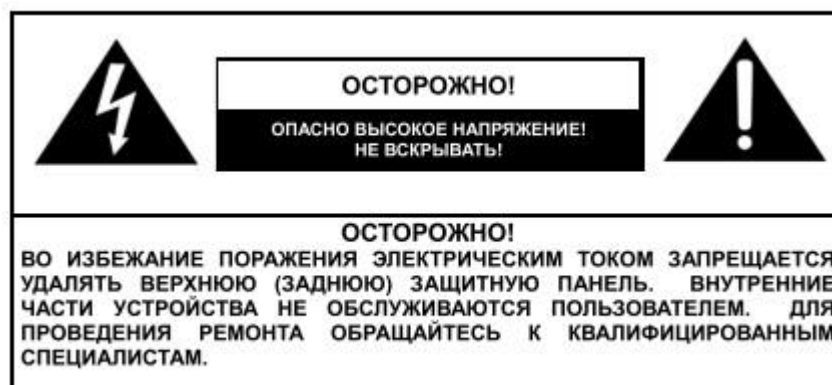 ОСТОРОЖНО!
ОПАСНО ВЫСОКОЕ НАПРЯЖЕНИЕ!
НЕ ВСКРЫВАТЬ!
ОСТОРОЖНО!
ВО ИЗБЕЖАНИЕ ПОРАЖЕНИЯ ЭЛЕКТРИЧЕСКИМ ТОКОМ ЗАПРЕЩАЕТСЯ
УДАЛЯТЬ ВЕРХНЮЮ (ЗАДНЮЮ) ЗАЩИТНУЮ ПАНЕЛЬ. ВНУТРЕННИЕ
ЧАСТИ УСТРОЙСТВА НЕ ОБСЛУЖИВАЮТСЯ ПОЛЬЗОВАТЕЛЕМ. ДЛЯ
ПРОВЕДЕНИЯ РЕМОНТА ОБРАЩАЙТЕСЬ К КВАЛИФИЦИРОВАННЫМ
СПЕЦИАЛИСТАМ.